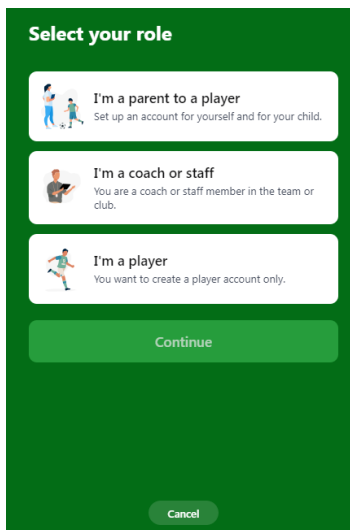 Select your role
I'm a parent to a player
Set up an account for yourself and for your child.
I'm a coach or staff
You are a coach or staff member in the team or
club.
I'm a player
You want to create a player account only.
Continue
Cancel